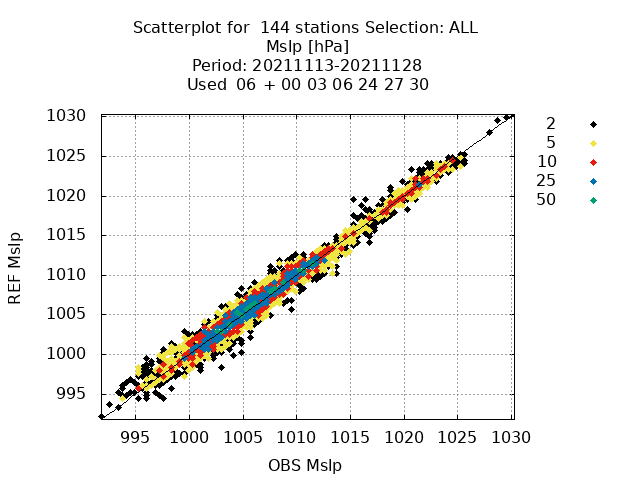 Scatterplot for 144 stations Selection: ALL
Mslp [hPa]
Period: 20211113-20211128
Used 06 + 00 03 06 24 27 30
1030
1025
1020
1015
1010
1005
1000
995
REF Mslp
995 1000 1005 1010 1015 1020 1025 1030
OBS Mslp
2
5
10
25
50